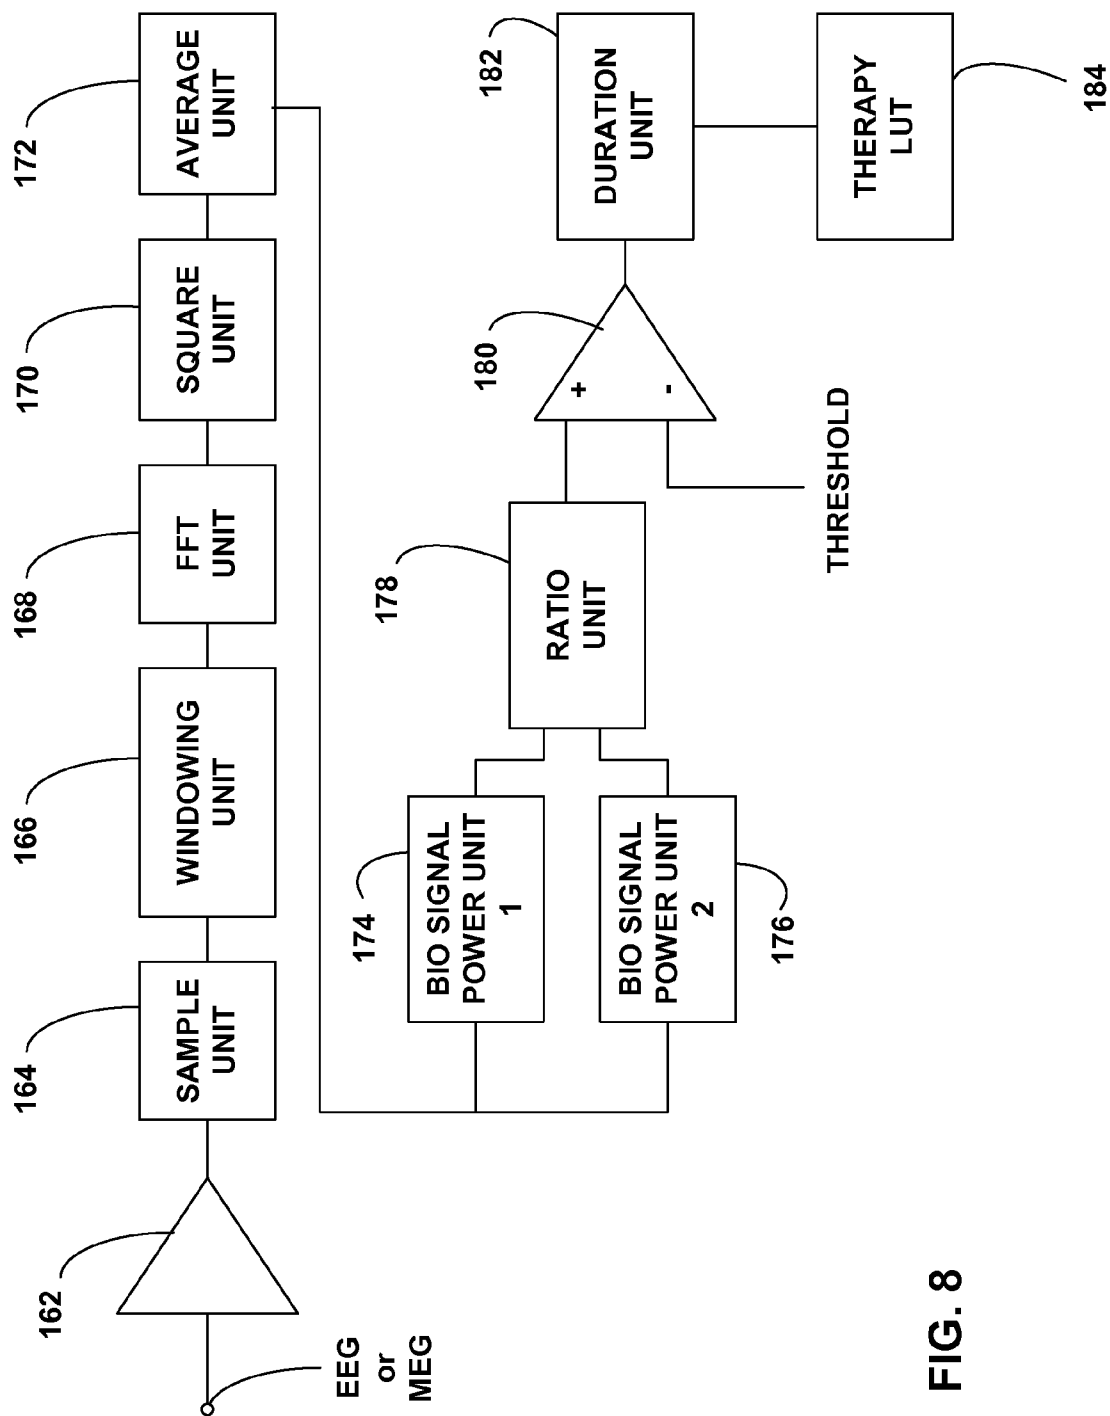 162
164
166
168
170
172
EEG
or
MEG
SAMPLE
UNIT
WINDOWING
UNIT
FFT
UNIT
SQUARE
UNIT
AVERAGE
UNIT
174
BIO SIGNAL
POWER UNIT
1
BIO SIGNAL
POWER UNIT
2
176
178
RATIO
UNIT
180
+
-
THRESHOLD
182
DURATION
UNIT
THERAPY
LUT
184
FIG. 8